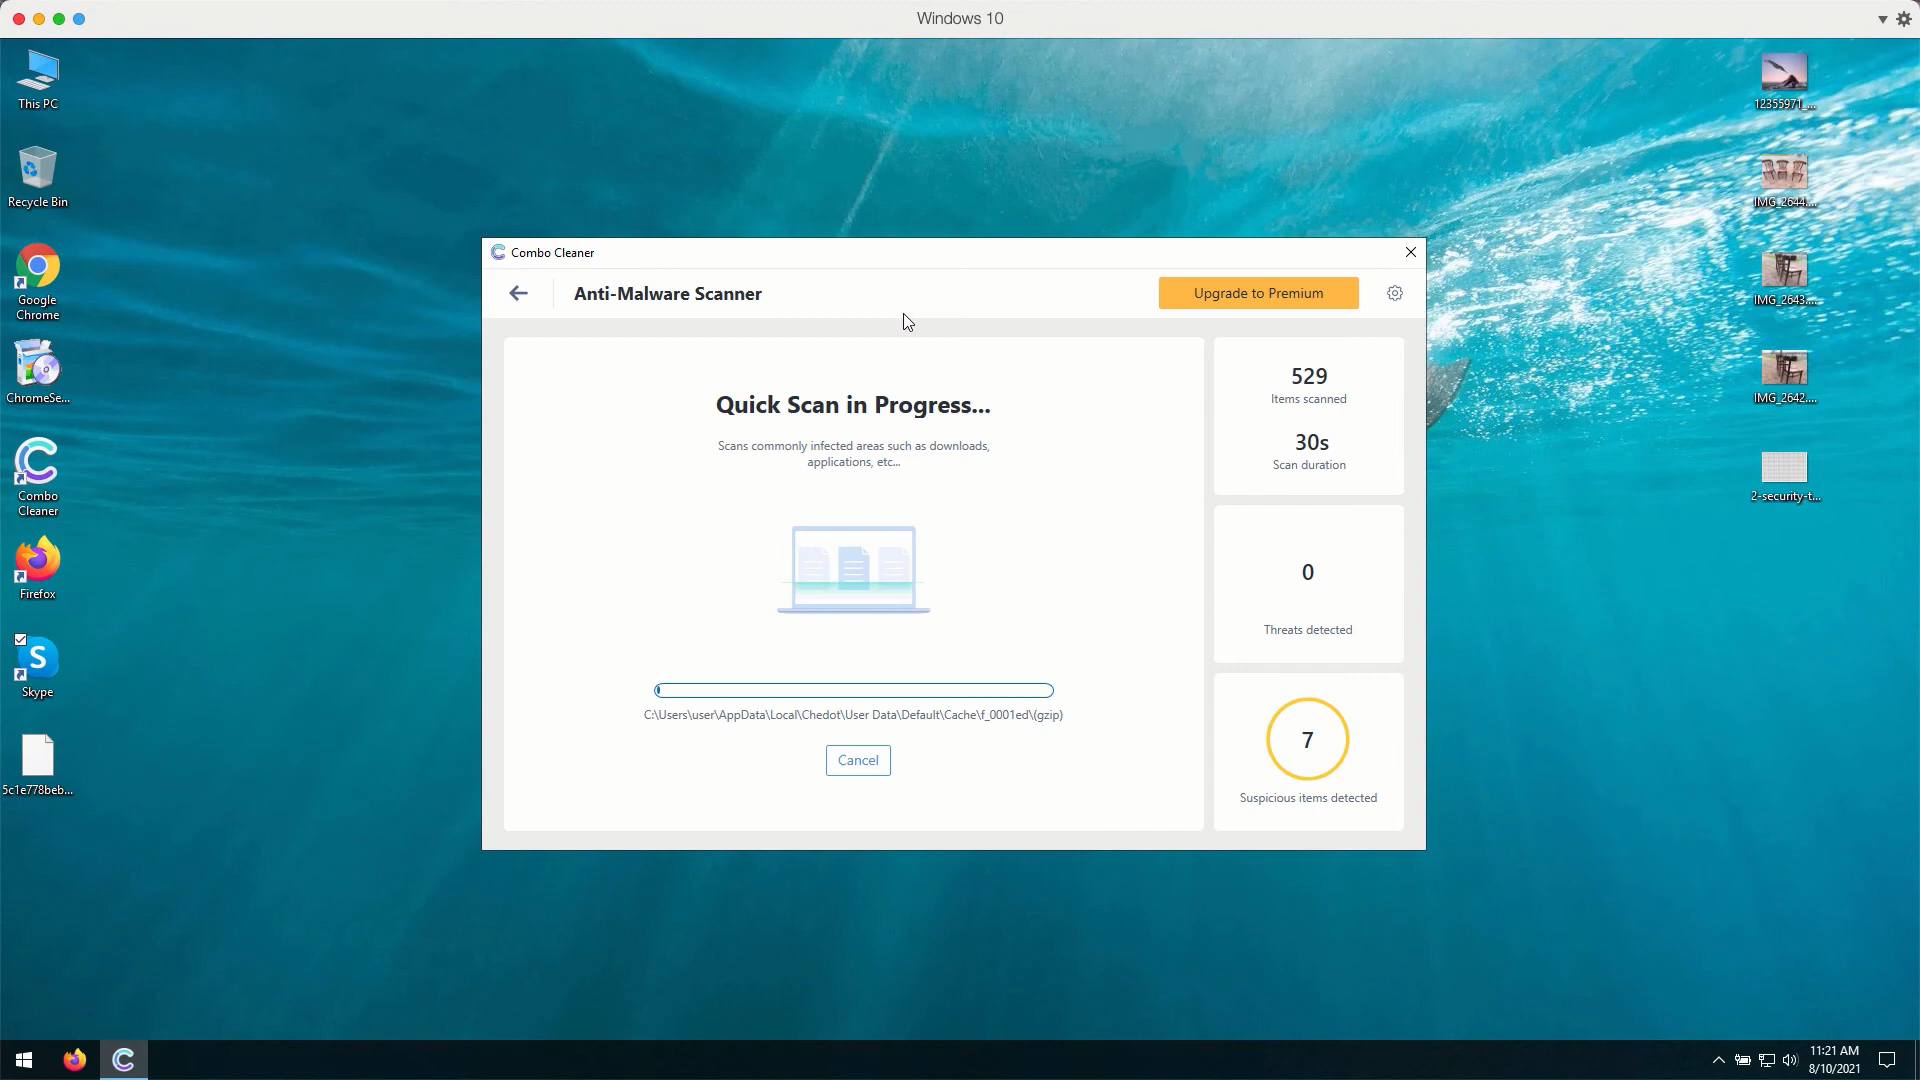 Windows 10
This PC
Recycle Bin
Google
Chrome
ChromeSe...
Combo
Cleaner
Firefox
S
Skype
5c1e778beb...
12355971_...
IMG_2644....
IMG_2643....
IMG_2642....
2-security-t...
Combo Cleaner
Anti-Malware Scanner
Upgrade to Premium
Quick Scan in Progress...
Scans commonly infected areas such as downloads,
applications, etc...
C:\Users\user\AppData\Local\Chedot\User Data\Default\Cache\f_0001ed\(gzip)
Cancel
529
Items scanned
30s
Scan duration
0
Threats detected
7
Suspicious items detected
11:21 AM
8/10/2021